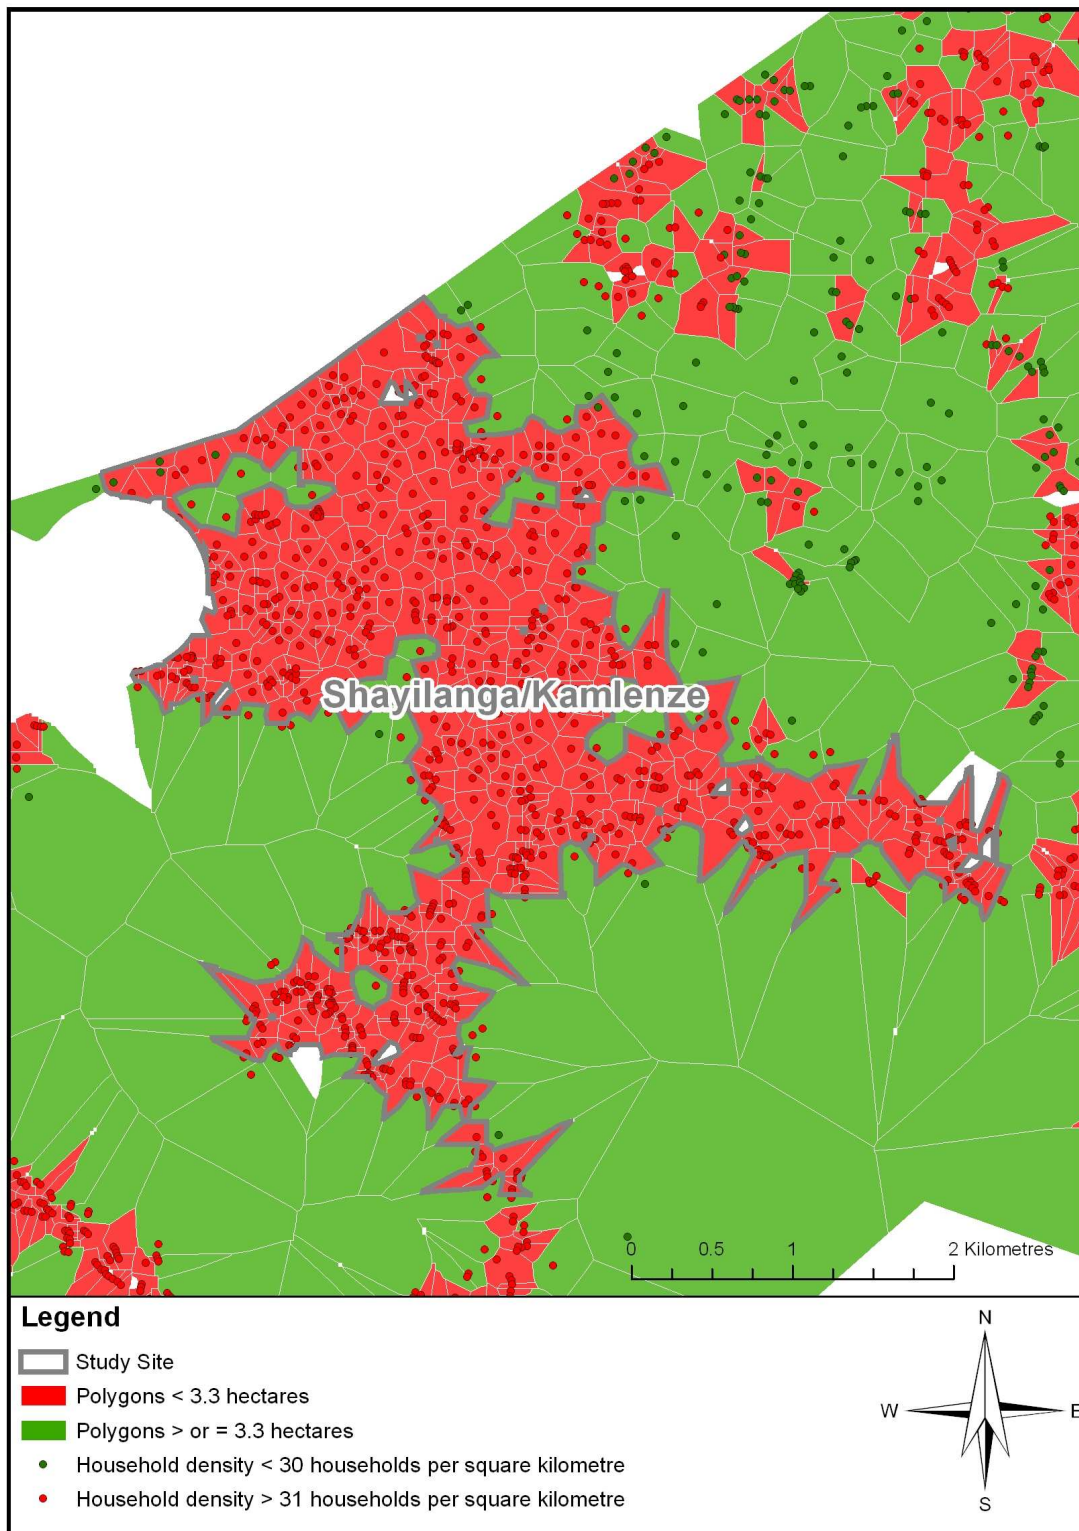 Shayilanga/Kamlenze
0 0.5 1 2 Kilometres
Legend
Study Site
Polygons < 3.3 hectares
Polygons > or = 3.3 hectares
Household density < 30 households per square kilometre
Household density > 31 households per square kilometre
N
W E
S